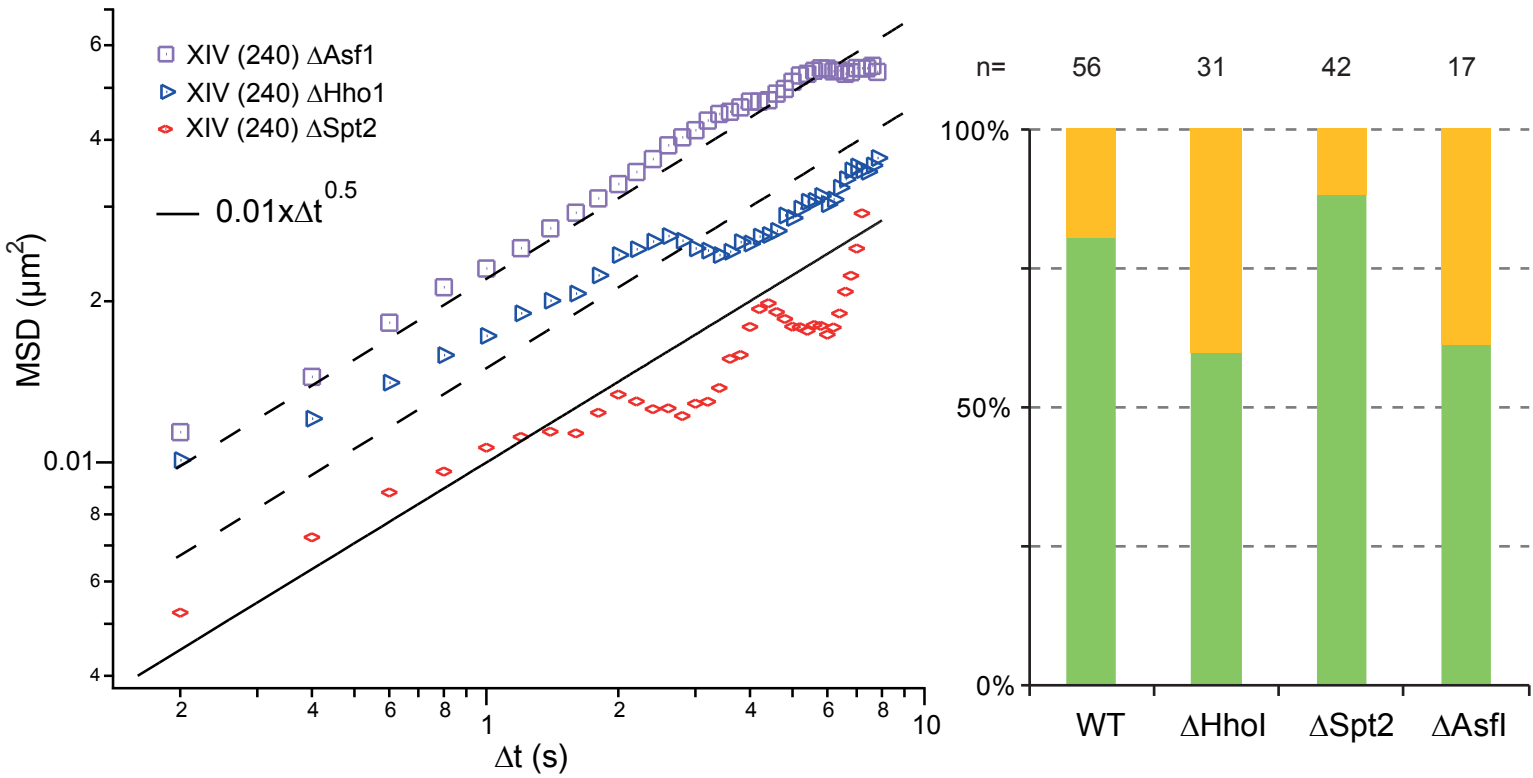 XIV (240) ΔAsf1
XIV (240) ΔHho1
XIV (240) ΔSpt2
0.01xΔt^0.5
MSD (μm²)
6
4
2
0.01
8
6
4
2
4
6
8
1
2
4
6
8
10
Δt (s)
n=
56
31
42
17
100%
50%
0%
WT
ΔHhoI
ΔSpt2
ΔAsfI